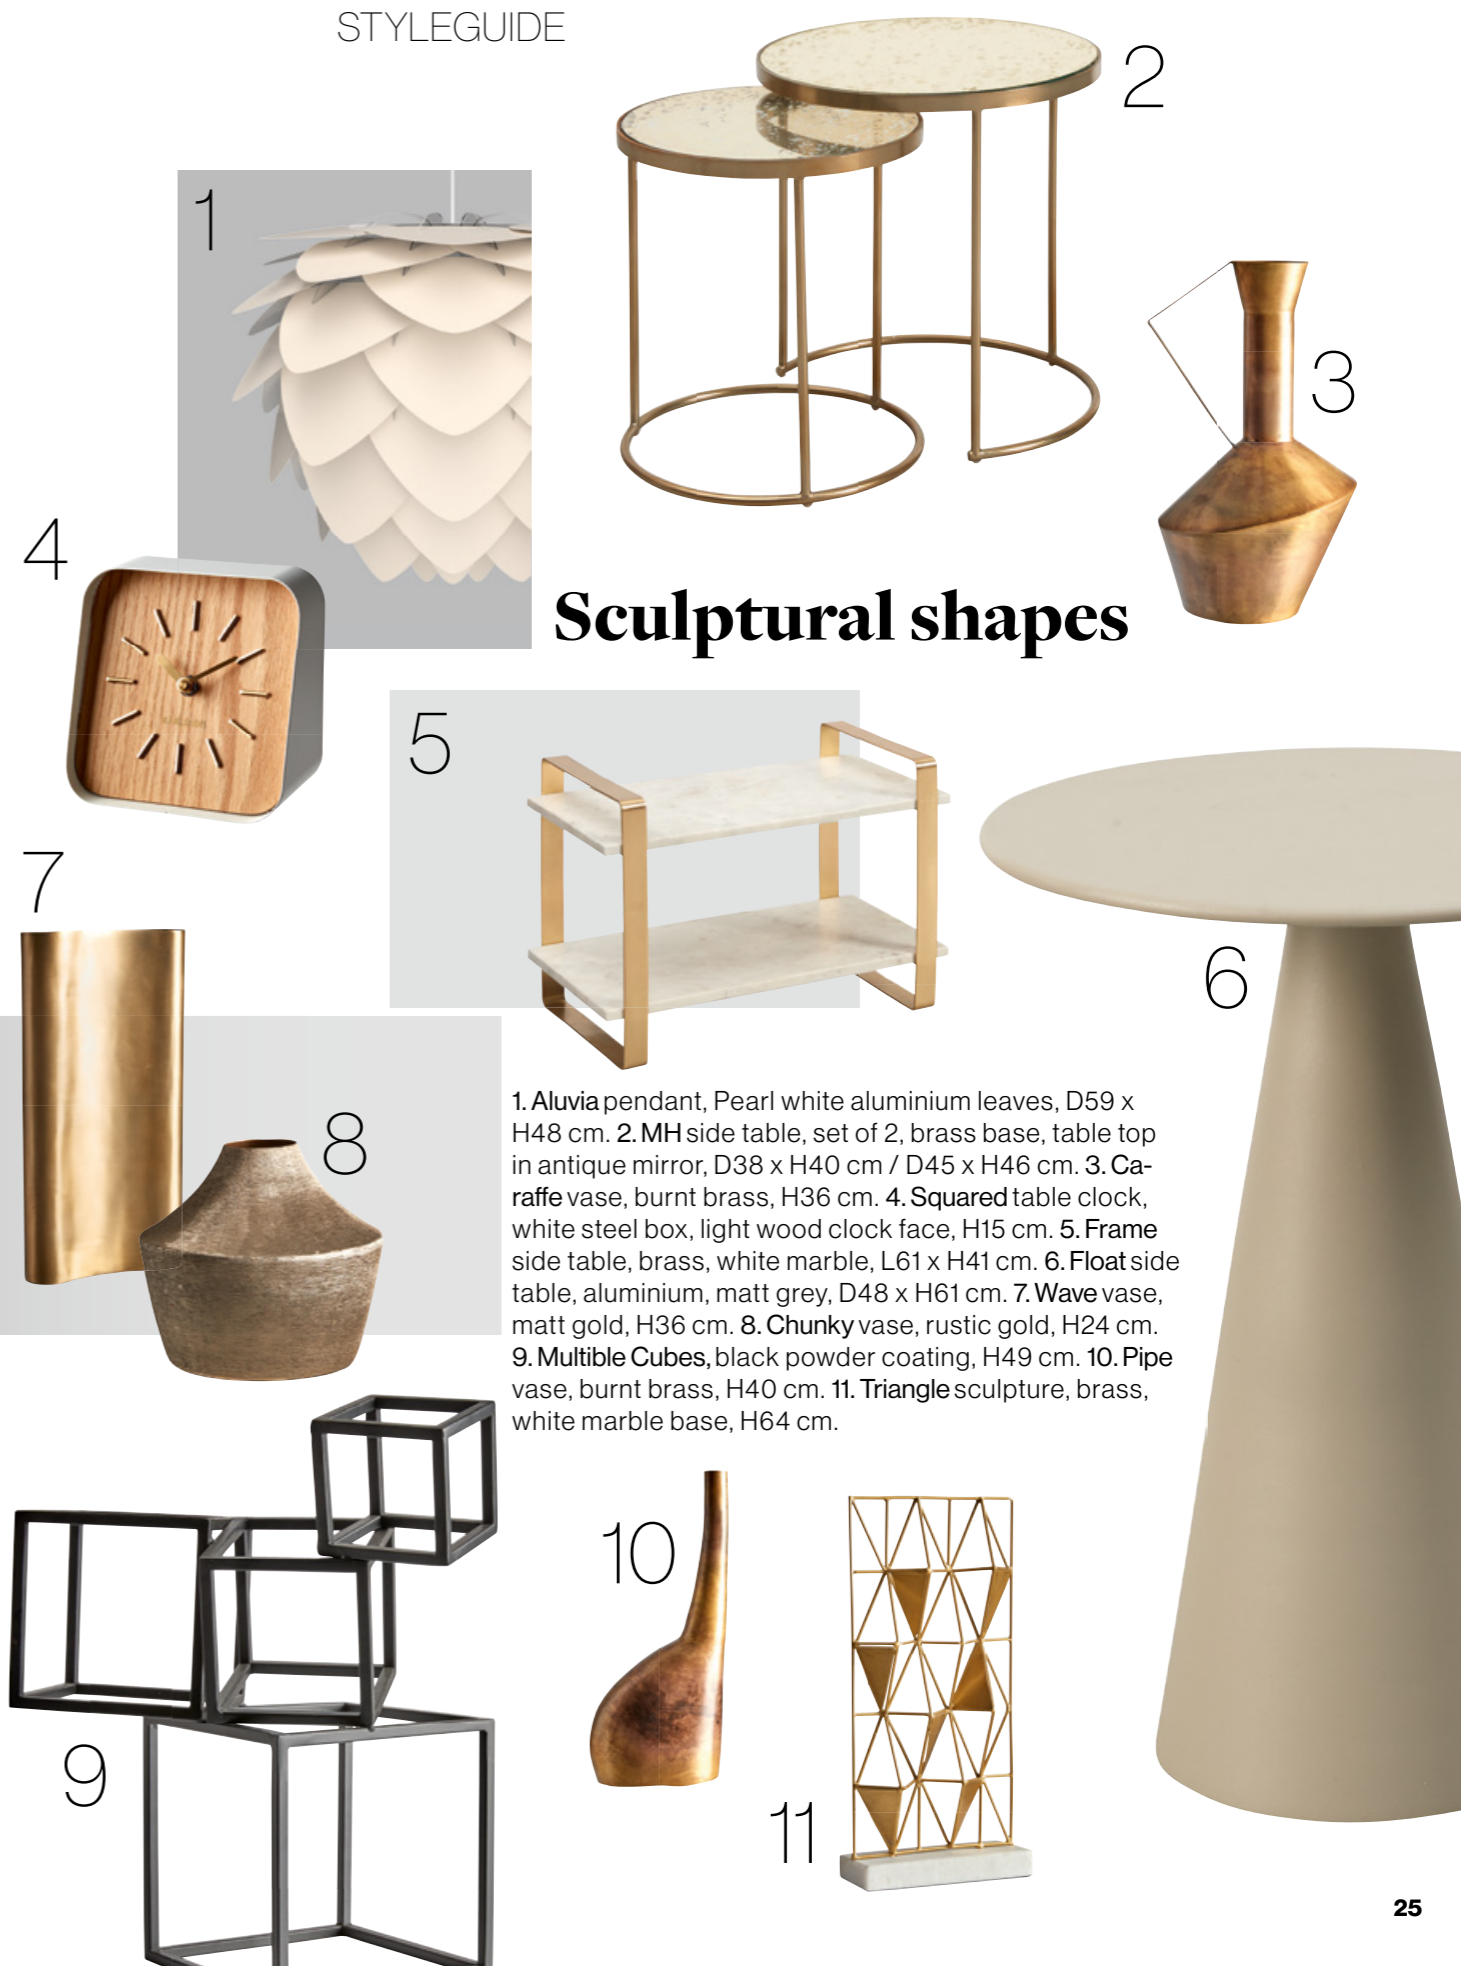 STYLEGUIDE
2
1
3
4
Sculptural shapes
5
7
6
8
1. Aluvia pendant, Pearl white aluminium leaves, D59 x
H48 cm. 2. MH side table, set of 2, brass base, table top
in antique mirror, D38 x H40 cm / D45 x H46 cm. 3. Ca-
raffe vase, burnt brass, H36 cm. 4. Squared table clock,
white steel box, light wood clock face, H15 cm. 5. Frame
side table, brass, white marble, L61 x H41 cm. 6. Float side
table, aluminium, matt grey, D48 x H61 cm. 7. Wave vase,
matt gold, H36 cm. 8. Chunky vase, rustic gold, H24 cm.
9. Multible Cubes, black powder coating, H49 cm. 10. Pipe
vase, burnt brass, H40 cm. 11. Triangle sculpture, brass,
white marble base, H64 cm.
10
9
11
25